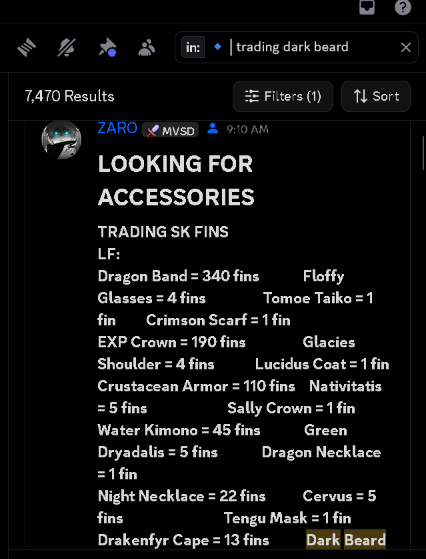 in: trading dark beard
7,470 Results
Filters (1)
Sort
ZARO MVSD 9:10 AM
LOOKING FOR
ACCESSORIES
TRADING SK FINS
LF:
Dragon Band = 340 fins Floffy
Glasses = 4 fins Tomoe Taiko = 1
fin Crimson Scarf = 1 fin
EXP Crown = 190 fins Glacies
Shoulder = 4 fins Lucidus Coat = 1 fin
Crustacean Armor = 110 fins Nativitatis
= 5 fins Sally Crown = 1 fin
Water Kimono = 45 fins Green
Dryadalis = 5 fins Dragon Necklace
= 1 fin
Night Necklace = 22 fins Cervus = 5
fins Tengu Mask = 1 fin
Drakenfyr Cape = 13 fins Dark Beard